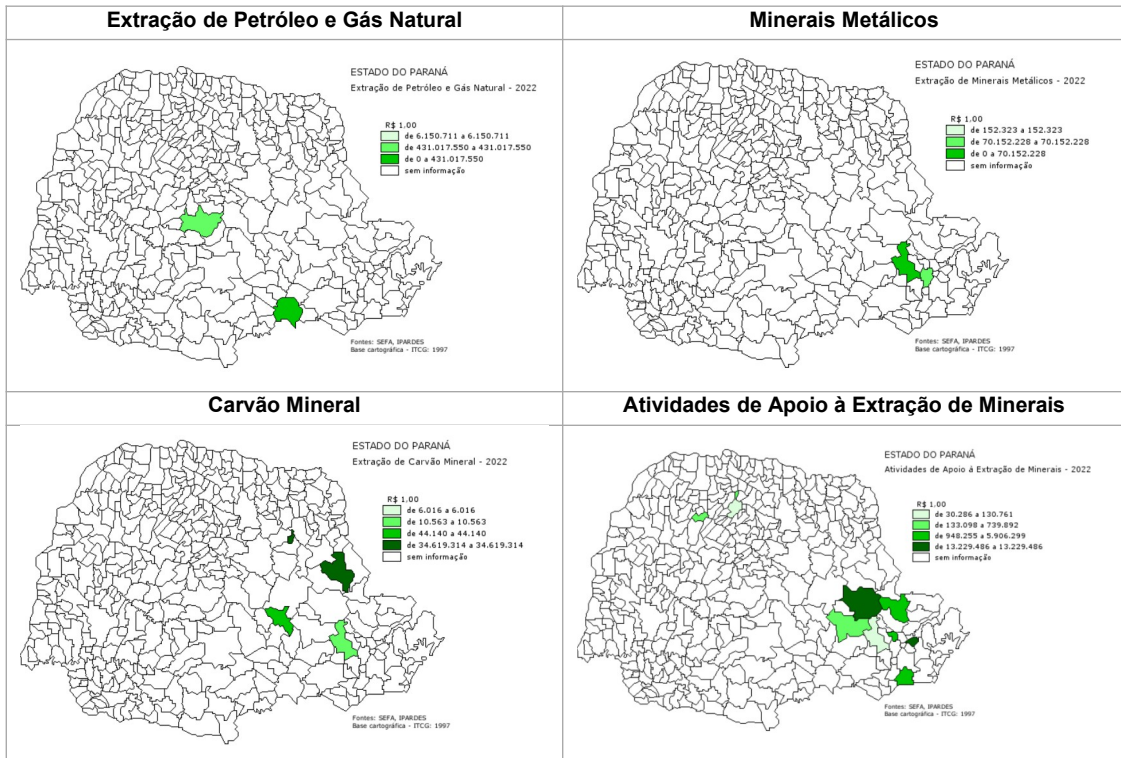 Extração de Petróleo e Gás Natural
ESTADO DO PARANÁ
Extração de Petróleo e Gás Natural - 2022
R$ 1.00
de 6.150.711 a 6.150.711
de 431.017.550 a 431.017.550
de 0 a 431.017.550
sem informação
Fontes: SEFA, IPARDES
Base cartográfica - ITCG: 1997
Minerais Metálicos
ESTADO DO PARANÁ
Extração de Minerais Metálicos - 2022
R$ 1.00
de 152.323 a 152.323
de 70.152.228 a 70.152.228
de 0 a 70.152.228
sem informação
Fontes: SEFA, IPARDES
Base cartográfica - ITCG: 1997
Carvão Mineral
ESTADO DO PARANÁ
Extração de Carvão Mineral - 2022
R$ 1.00
de 6.016 a 6.016
de 10.563 a 10.563
de 44.140 a 44.140
de 34.619.314 a 34.619.314
sem informação
Fontes: SEFA, IPARDES
Base cartográfica - ITCG: 1997
Atividades de Apoio à Extração de Minerais
ESTADO DO PARANÁ
Atividades de Apoio á Extração de Minerais - 2022
R$ 1.00
de 30.286 a 130.761
de 133.098 a 739.892
de 948.255 a 5.906.299
de 13.229.486 a 13.229.486
sem informação
Fontes: SEFA, IPARDES
Base cartográfica - ITCG: 1997